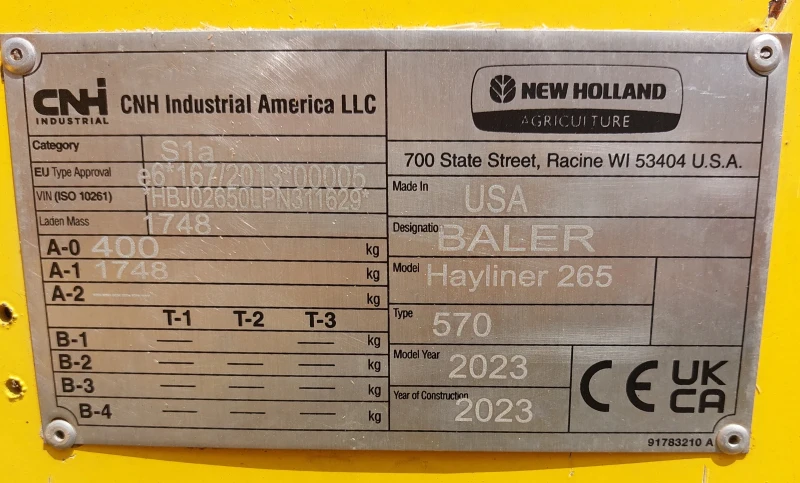 CNH
INDUSTRIAL
CNH Industrial America LLC
Category S1a
EU Type Approval e6*167/2013*00005
VIN (ISO 10261) *HBJ02650LPN311629*
Laden Mass 1748
A-0 400 kg
A-1 1748 kg
A-2 —— kg
T-1 T-2 T-3
B-1 — — kg
B-2 — — — kg
B-3 — — — kg
B-4 — — — kg
NEW HOLLAND
AGRICULTURE
700 State Street, Racine WI 53404 U.S.A.
Made In USA
Designatio BALER
Model Hayliner 265
Type 570
Model Year 2023
Year of Construction 2023
CE UK
CA
91783210 A